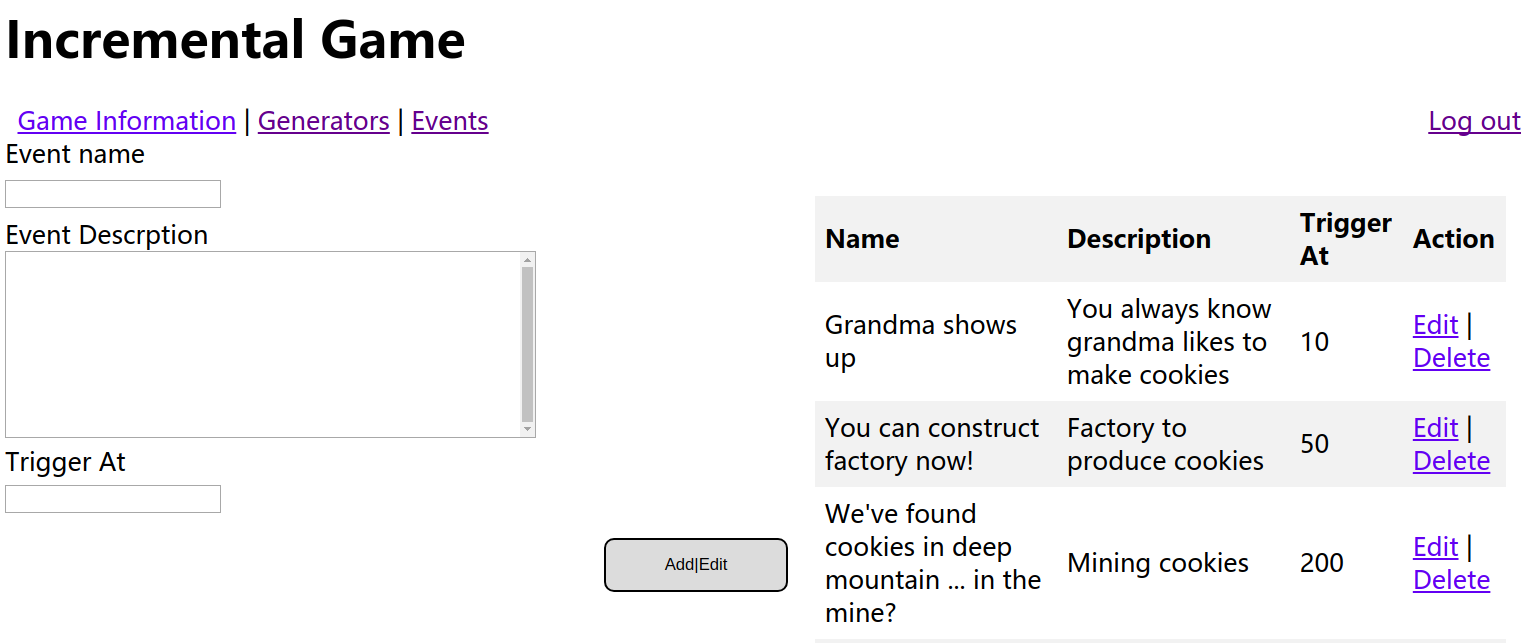 Incremental Game
Game Information | Generators | Events
Log out
Event name
Event Descrption
Trigger At
Add|Edit
Name Description Trigger At Action
Grandma shows
up
You always know
grandma likes to
make cookies
10
Edit |
Delete
You can construct
factory now!
Factory to
produce cookies
50
Edit |
Delete
We've found
cookies in deep
mountain ... in the
mine?
Mining cookies
200
Edit |
Delete